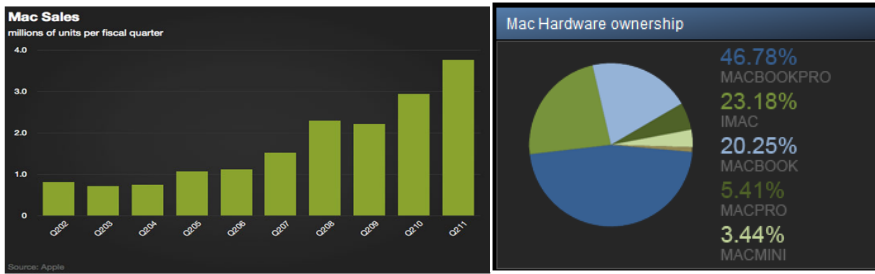 Mac Sales
millions of units per fiscal quarter
4.0
3.0
2.0
1.0
0
Q202
Q203
Q204
Q205
Q206
Q207
Q208
Q209
Q210
Q211
Source: Apple
Mac Hardware ownership
46.78%
MACBOOKPRO
23.18%
IMAC
20.25%
MACBOOK
5.41%
MACPRO
3.44%
MACMINI